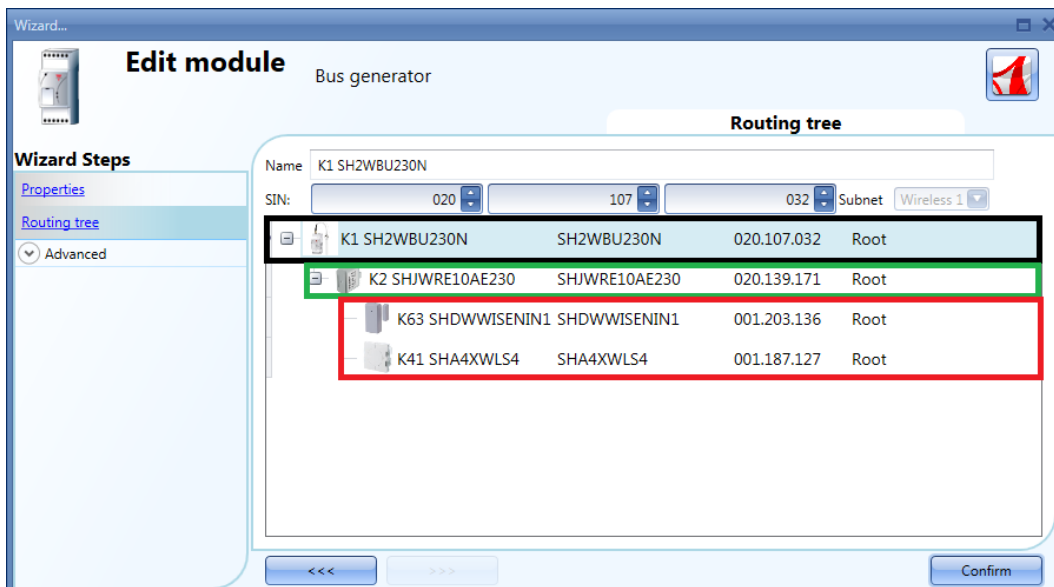 Wizard...
Edit module
Bus generator
Routing tree
Wizard Steps
Properties
Routing tree
Advanced
Name K1 SH2WBU230N
SIN: 020 107 032 Subnet Wireless 1
K1 SH2WBU230N SH2WBU230N 020.107.032 Root
K2 SHJWRE10AE230 SHJWRE10AE230 020.139.171 Root
K63 SHDWWISENIN1 SHDWWISENIN1 001.203.136 Root
K41 SHA4XWLS4 SHA4XWLS4 001.187.127 Root
<<< >>> Confirm